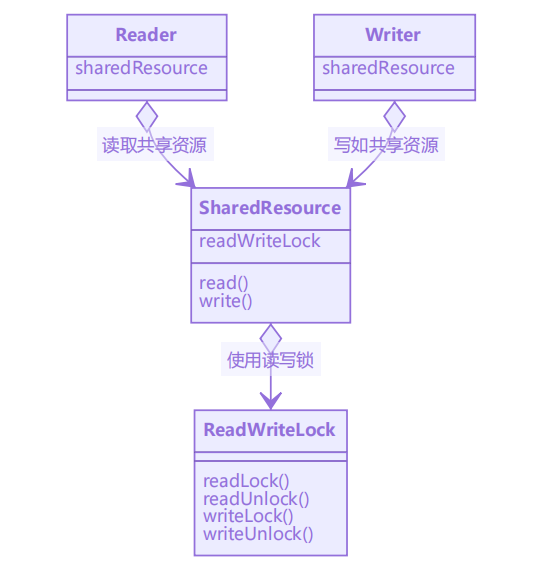 Reader
sharedResource
Writer
sharedResource
读取共享资源
写如共享资源
SharedResource
readWriteLock
read()
write()
使用读写锁
ReadWriteLock
readLock()
readUnlock()
writeLock()
writeUnlock()